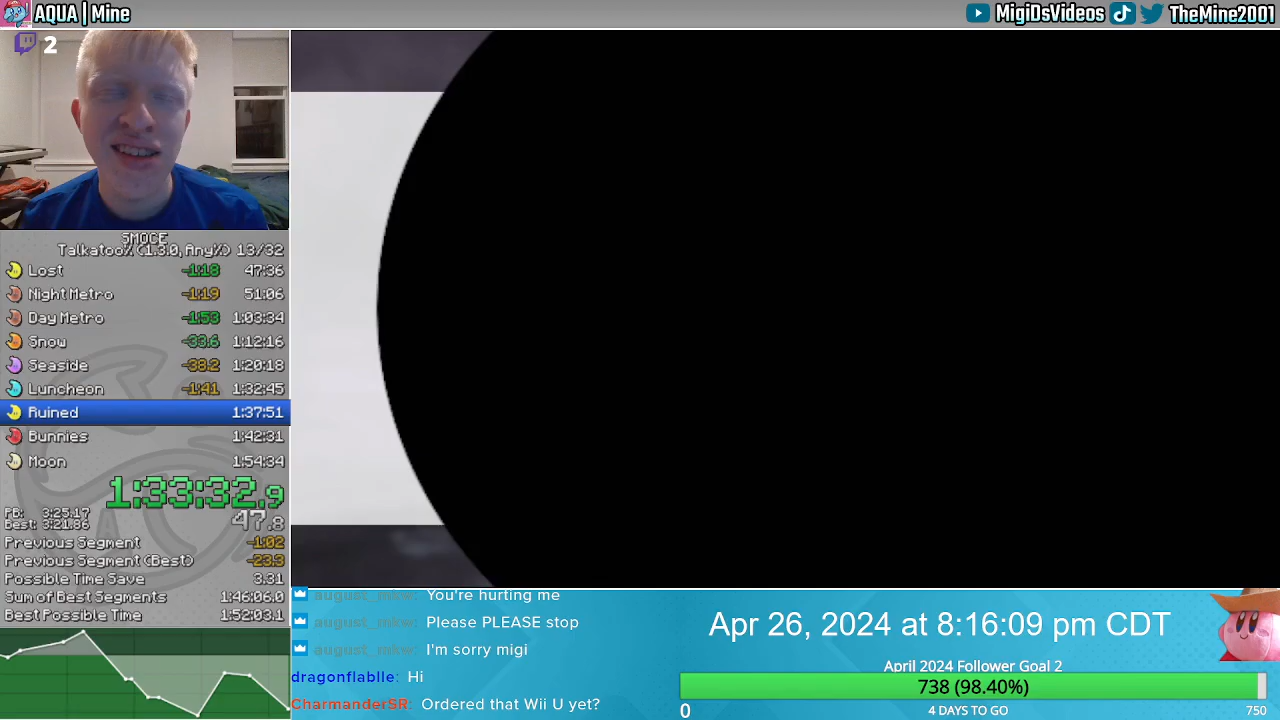 AQUA | Mine
MigiDsVideos
TheMine2001
2
SMOCE
Talkatoo% (1.3.0, Any%) 13/32
Lost -1:18 47:36
Night Metro -1:19 51:06
Day Metro -1:53 1:03:34
Snow -33.6 1:12:16
Seaside -38.2 1:20:18
Luncheon -1:41 1:32:45
Ruined 1:37:51
Bunnies 1:42:31
Moon 1:54:34
1:33:32.9
PB: 3:25.17 47.8
Best: 3:21.86
Previous Segment -1:02
Previous Segment (Best) -23.3
Possible Time Save 3.31
Sum of Best Segments 1:46:06.0
Best Possible Time 1:52:03.1
august_mkw: You're hurting me
august_mkw: Please PLEASE stop
august_mkw: I'm sorry migi
dragonflablle: Hi
CharmanderSR: Ordered that Wii U yet?
Apr 26, 2024 at 8:16:09 pm CDT
April 2024 Follower Goal 2
738 (98.40%)
0 4 DAYS TO GO 750